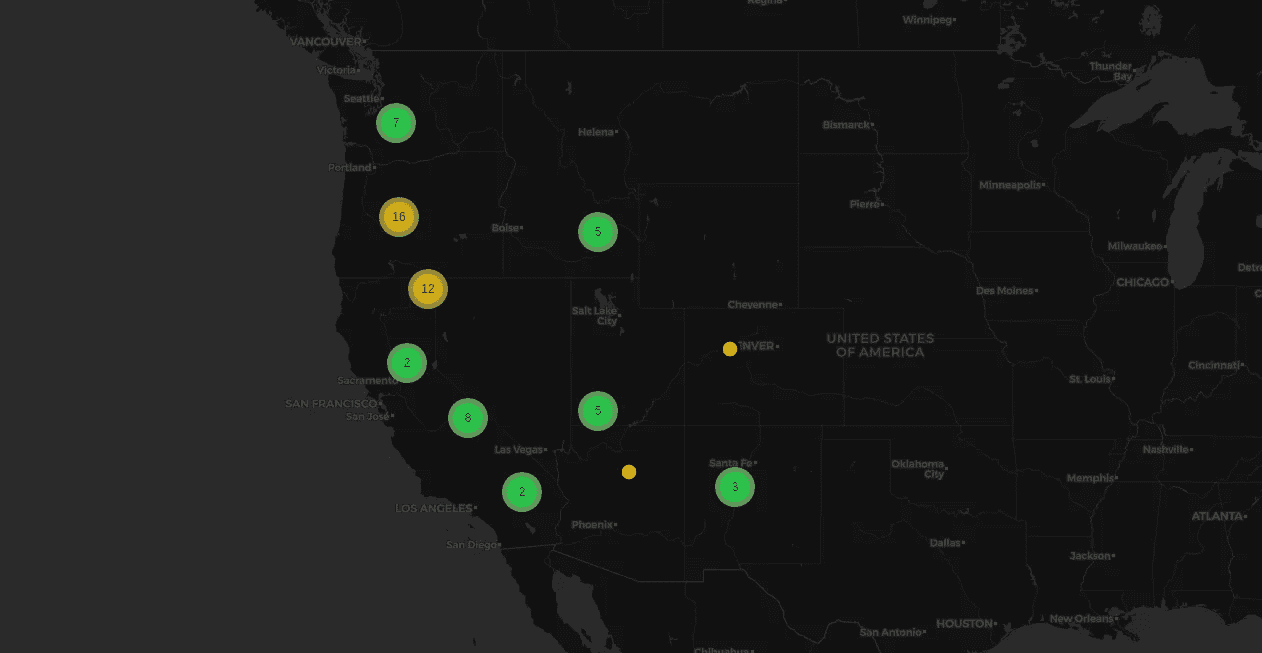 Regina
Winnipeg
VANCOUVER
Victoria
Thunder
Bay
Seattle
7
Helena
Bismarck
Portland
Minneapolis
Pierre
16
Boise
5
Milwaukee
CHICAGO
12
Des Moines
Salt Lake
City
Cheyenne
UNITED STATES
OF AMERICA
NVER
2
Cincinnati
Sacramento
St. Louis
SAN FRANCISCO
San José
8
5
Las Vegas
Nashville
Santa Fe
Oklahoma
City
Memphis
3
2
LOS ANGELES
Phoenix
ATLANTA
San Diego
Dallas
Jackson
New Orleans
HOUSTON
San Antonio
Chihuahua